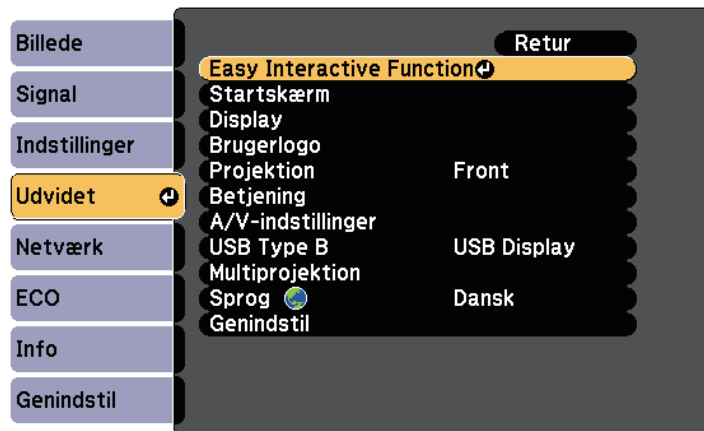 Billede
Signal
Indstillinger
Udvidet
Netværk
ECO
Info
Genindstil
Retur
Easy Interactive Function
Startskærm
Display
Brugerlogo
Projektion Front
Betjening
A/V-indstillinger
USB Type B USB Display
Multiprojektion
Sprog Dansk
Genindstil